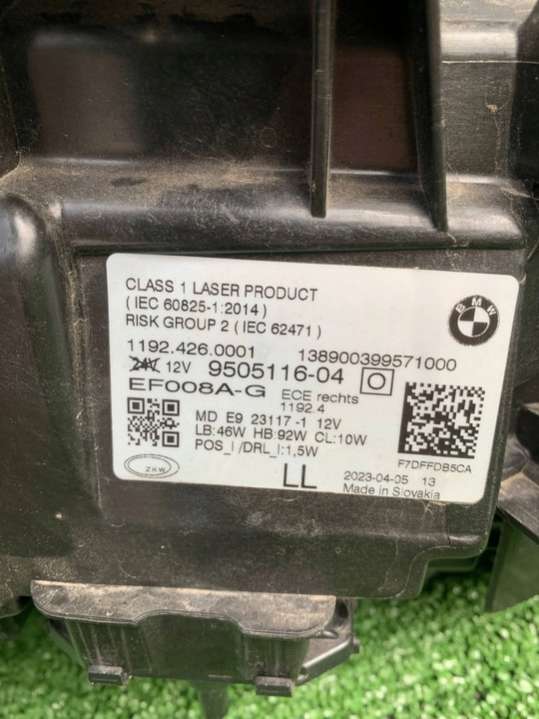 CLASS 1 LASER PRODUCT
( IEC 60825-1:2014 )
RISK GROUP 2 ( IEC 62471 )
BMW
1192.426.0001 138900399571000
24V 12V 9505116-04
EF008A-G ECE rechts
1192.4
MD E9 23117 -1 12V
LB:46W HB:92W CL:10W
POS_I /DRL_I:1,5W
F7DFFDB5CA
ZKW
LL
2023-04-05 13
Made in Slovakia